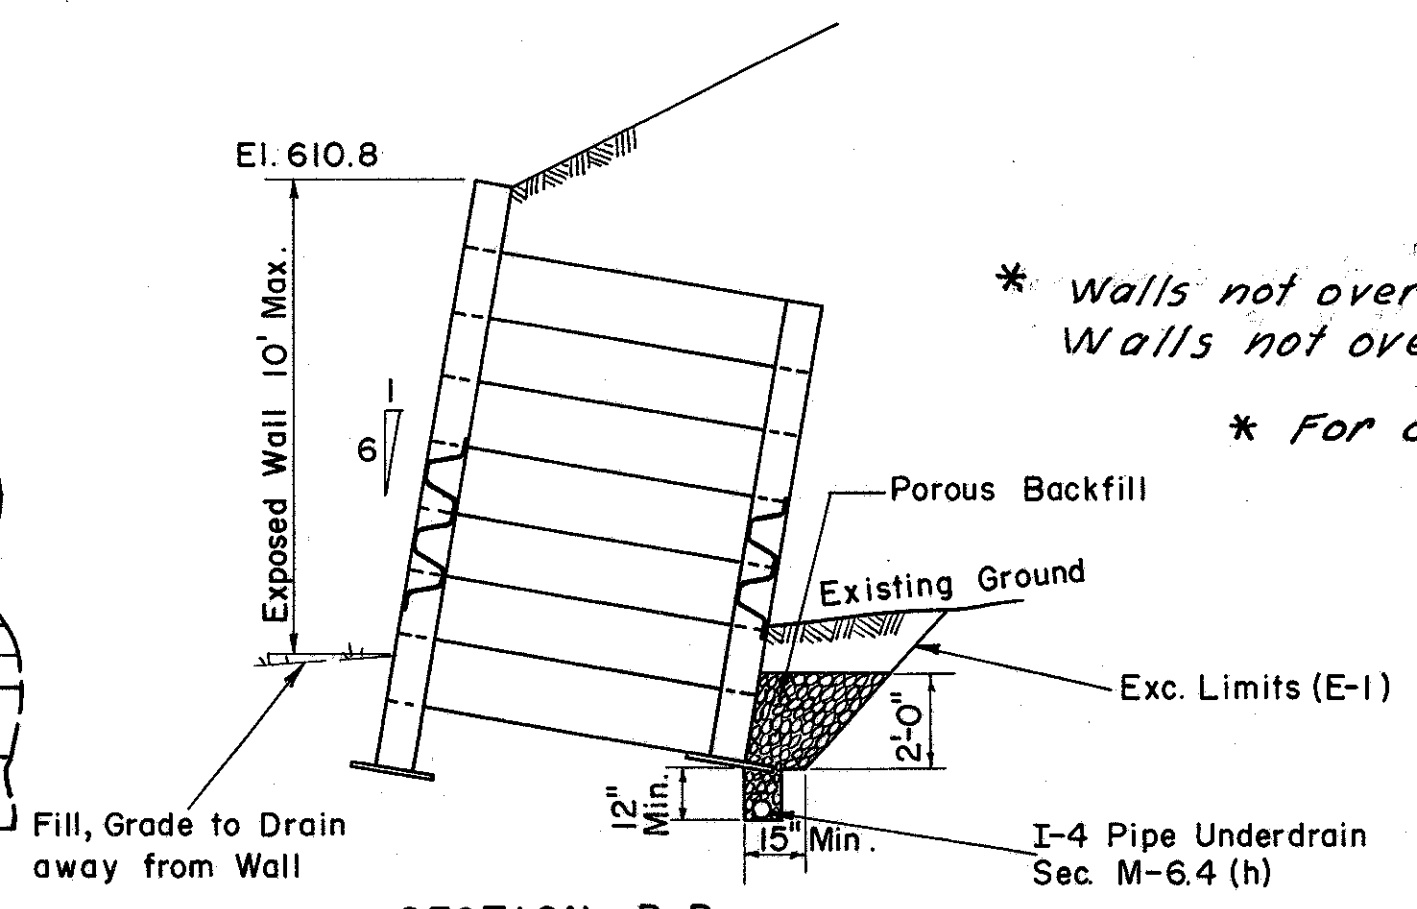 El. 610.8
Exposed Wall 10' Max.
1
6
* Walls not over
Walls not ove
* For
Porous Backfill
Existing Ground
Exc. Limits (E-1)
2'-0"
12"
Min.
15" Min.
Fill, Grade to Drain
away from Wall
I-4 Pipe Underdrain
Sec. M-6.4 (h)